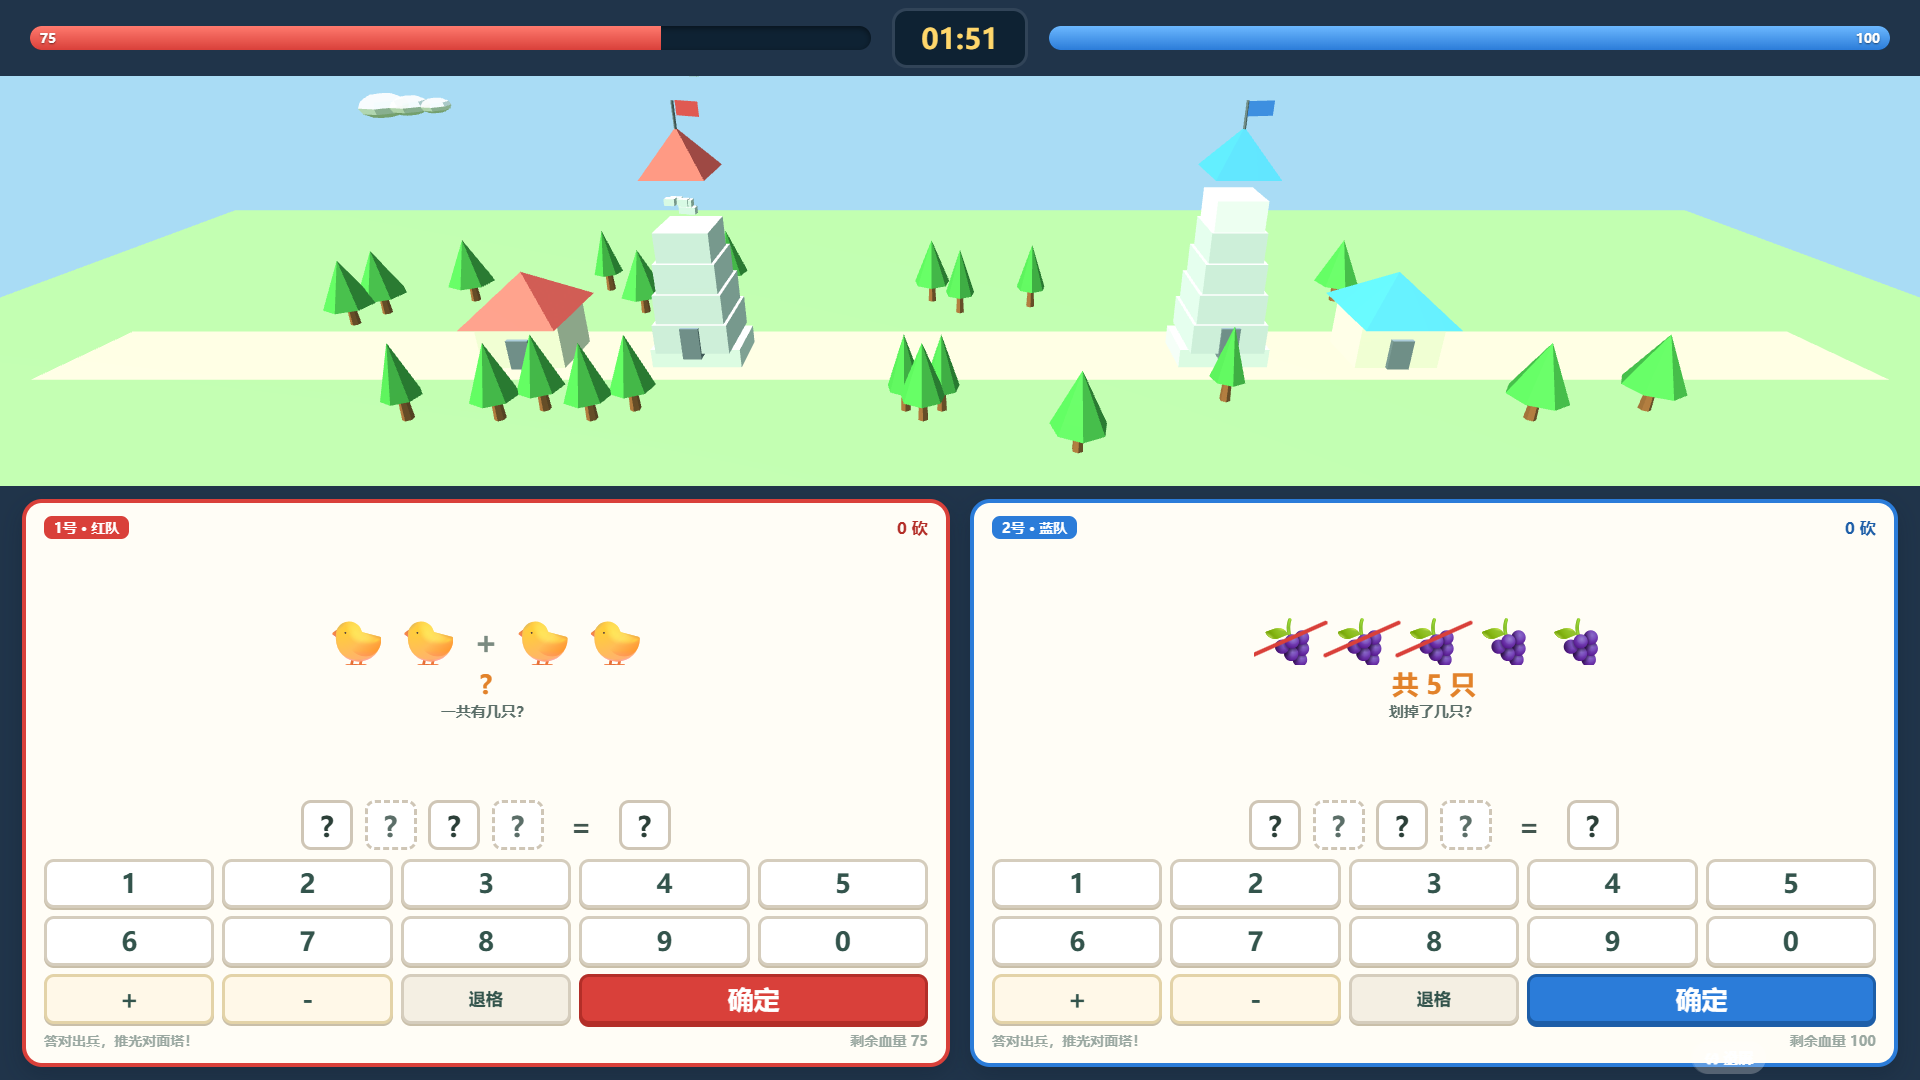 75
01:51
100
1号 • 红队
0 砍
+
?
一共有几只?
? ? ? ? = ?
1 2 3 4 5
6 7 8 9 0
+ - 退格 确定
答对出兵，推光对面塔！
剩余血量 75
2号 • 蓝队
0 砍
共 5 只
划掉了几只?
? ? ? ? = ?
1 2 3 4 5
6 7 8 9 0
+ - 退格 确定
答对出兵，推光对面塔！
剩余血量 100